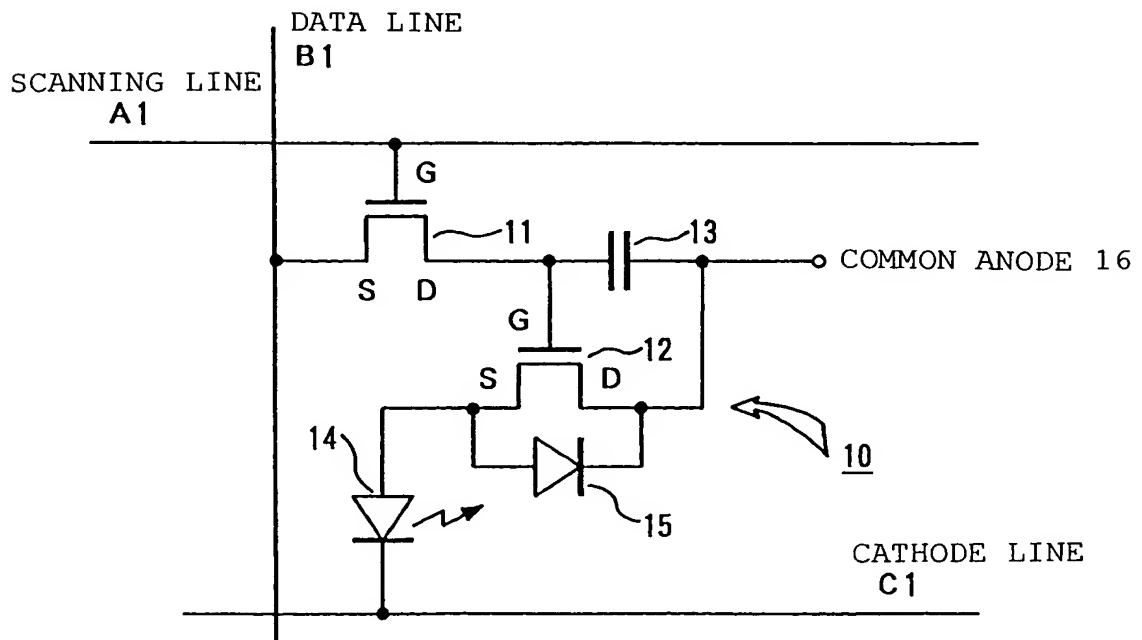 DATA LINE
B1
SCANNING LINE
A1
G
11
13
S D
COMMON ANODE 16
G
12
S D
14
10
15
CATHODE LINE
C1